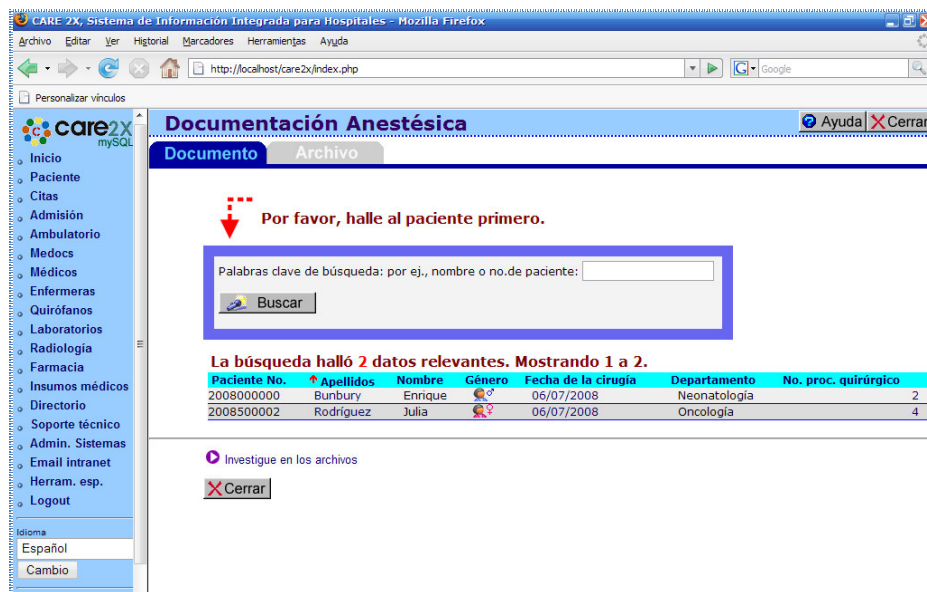 CARE 2X, Sistema de Información Integrada para Hospitales - Mozilla Firefox
Archivo Editar Ver Historial Marcadores Herramientas Ayuda
http://localhost/care2x/index.php
G Google
Personalizar vínculos
care2x
mySQL
Documentación Anestésica
Ayuda Cerrar
Documento Archivo
Inicio
Paciente
Citas
Admisión
Ambulatorio
Medocs
Médicos
Enfermeras
Quirófanos
Laboratorios
Radiología
Farmacia
Insumos médicos
Directorio
Soporte técnico
Admin. Sistemas
Email intranet
Herram. esp.
Logout
Idioma
Español
Cambio
Por favor, halle al paciente primero.
Palabras clave de búsqueda: por ej., nombre o no.de paciente:
Buscar
La búsqueda halló 2 datos relevantes. Mostrando 1 a 2.
Paciente No. Apellidos Nombre Género Fecha de la cirugía Departamento No. proc. quirúrgico
2008000000 Bunbury Enrique 06/07/2008 Neonatología 2
2008500002 Rodríguez Julia 06/07/2008 Oncología 4
Investigue en los archivos
Cerrar